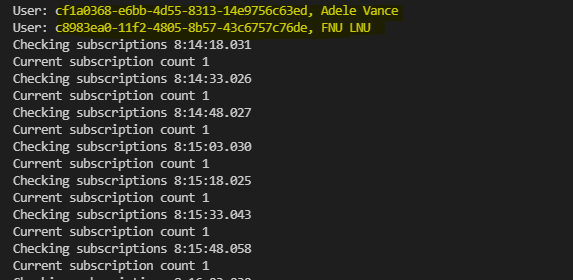 User: cf1a0368-e6bb-4d55-8313-14e9756c63ed, Adele Vance
User: c8983ea0-11f2-4805-8b57-43c6757c76de, FNU LNU
Checking subscriptions 8:14:18.031
Current subscription count 1
Checking subscriptions 8:14:33.026
Current subscription count 1
Checking subscriptions 8:14:48.027
Current subscription count 1
Checking subscriptions 8:15:03.030
Current subscription count 1
Checking subscriptions 8:15:18.025
Current subscription count 1
Checking subscriptions 8:15:33.043
Current subscription count 1
Checking subscriptions 8:15:48.058
Current subscription count 1
Checking subscriptions